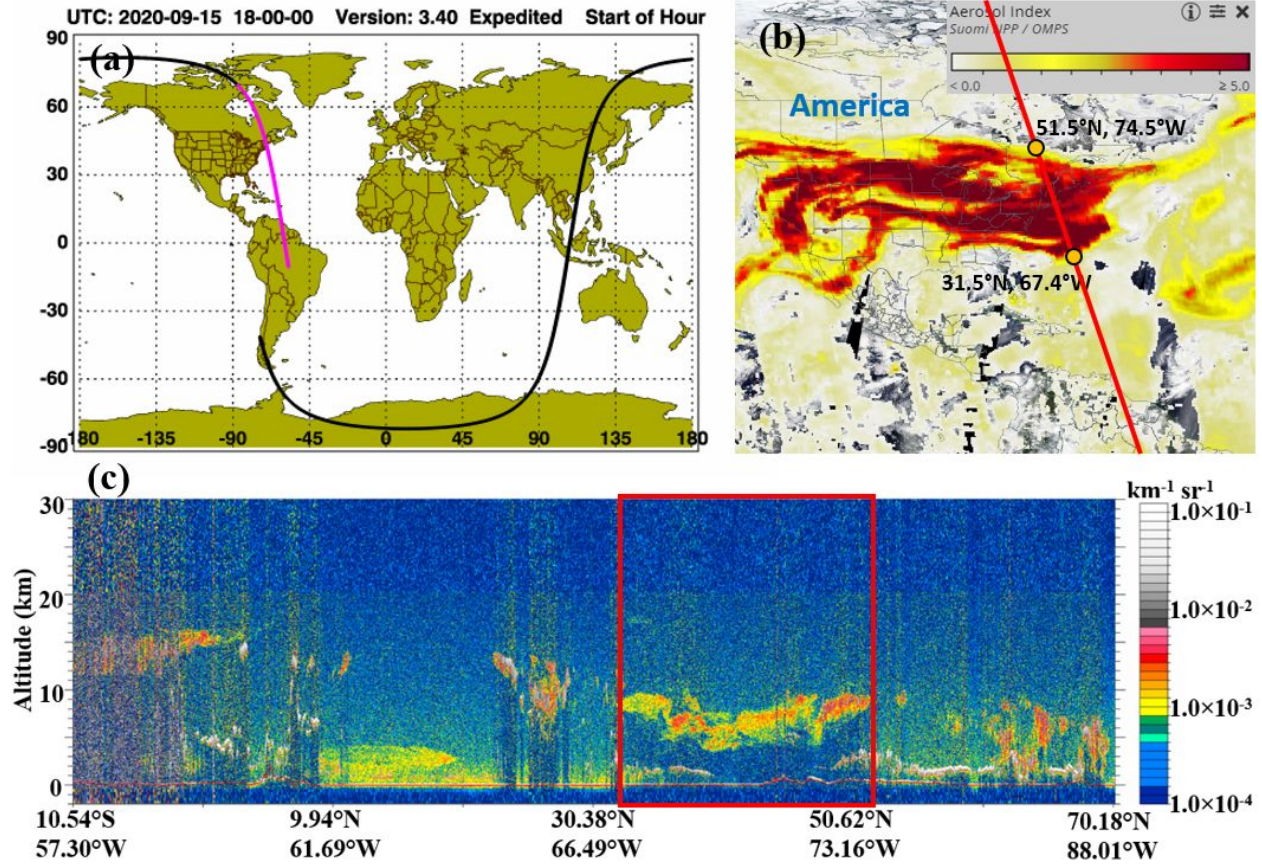 UTC: 2020-09-15 18-00-00 Version: 3.40 Expedited Start of Hour
(a)
90
60
30
0
-30
-60
-90
180 -135 -90 -45 0 45 90 135 180
(b)
Aerosol Index
Suomi NPP / OMPS
< 0.0 ≥ 5.0
America
51.5°N, 74.5°W
31.5°N, 67.4°W
(c)
Altitude (km)
30
20
10
0
km⁻¹ sr⁻¹
1.0×10⁻¹
1.0×10⁻²
1.0×10⁻³
1.0×10⁻⁴
10.54°S 9.94°N 30.38°N 50.62°N 70.18°N
57.30°W 61.69°W 66.49°W 73.16°W 88.01°W